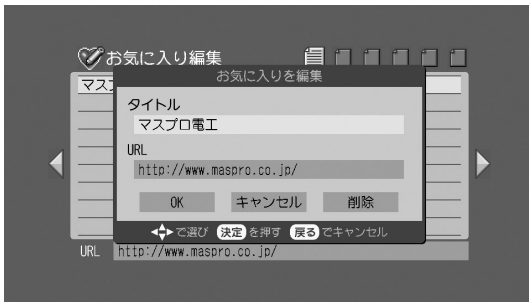 お気に入り編集
お気に入りを編集
マス
タイトル
マスプロ電工
URL
http://www.maspro.co.jp/
OK キャンセル 削除
で選び 決定 を押す 戻る でキャンセル
URL http://www.maspro.co.jp/